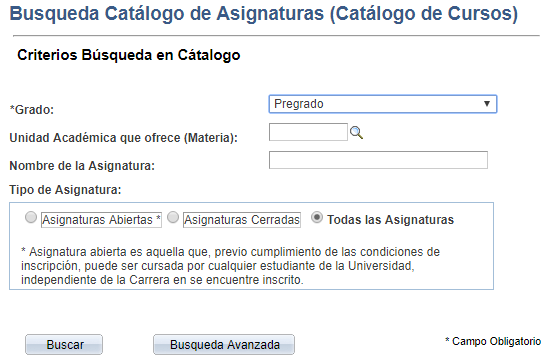 Busqueda Catálogo de Asignaturas (Catálogo de Cursos)
Criterios Búsqueda en Cátalogo
*Grado: Pregrado
Unidad Académica que ofrece (Materia):
Nombre de la Asignatura:
Tipo de Asignatura:
Asignaturas Abiertas * Asignaturas Cerradas Todas las Asignaturas
* Asignatura abierta es aquella que, previo cumplimiento de las condiciones de
inscripción, puede ser cursada por cualquier estudiante de la Universidad,
independiente de la Carrera en se encuentre inscrito.
Buscar Busqueda Avanzada * Campo Obligatorio